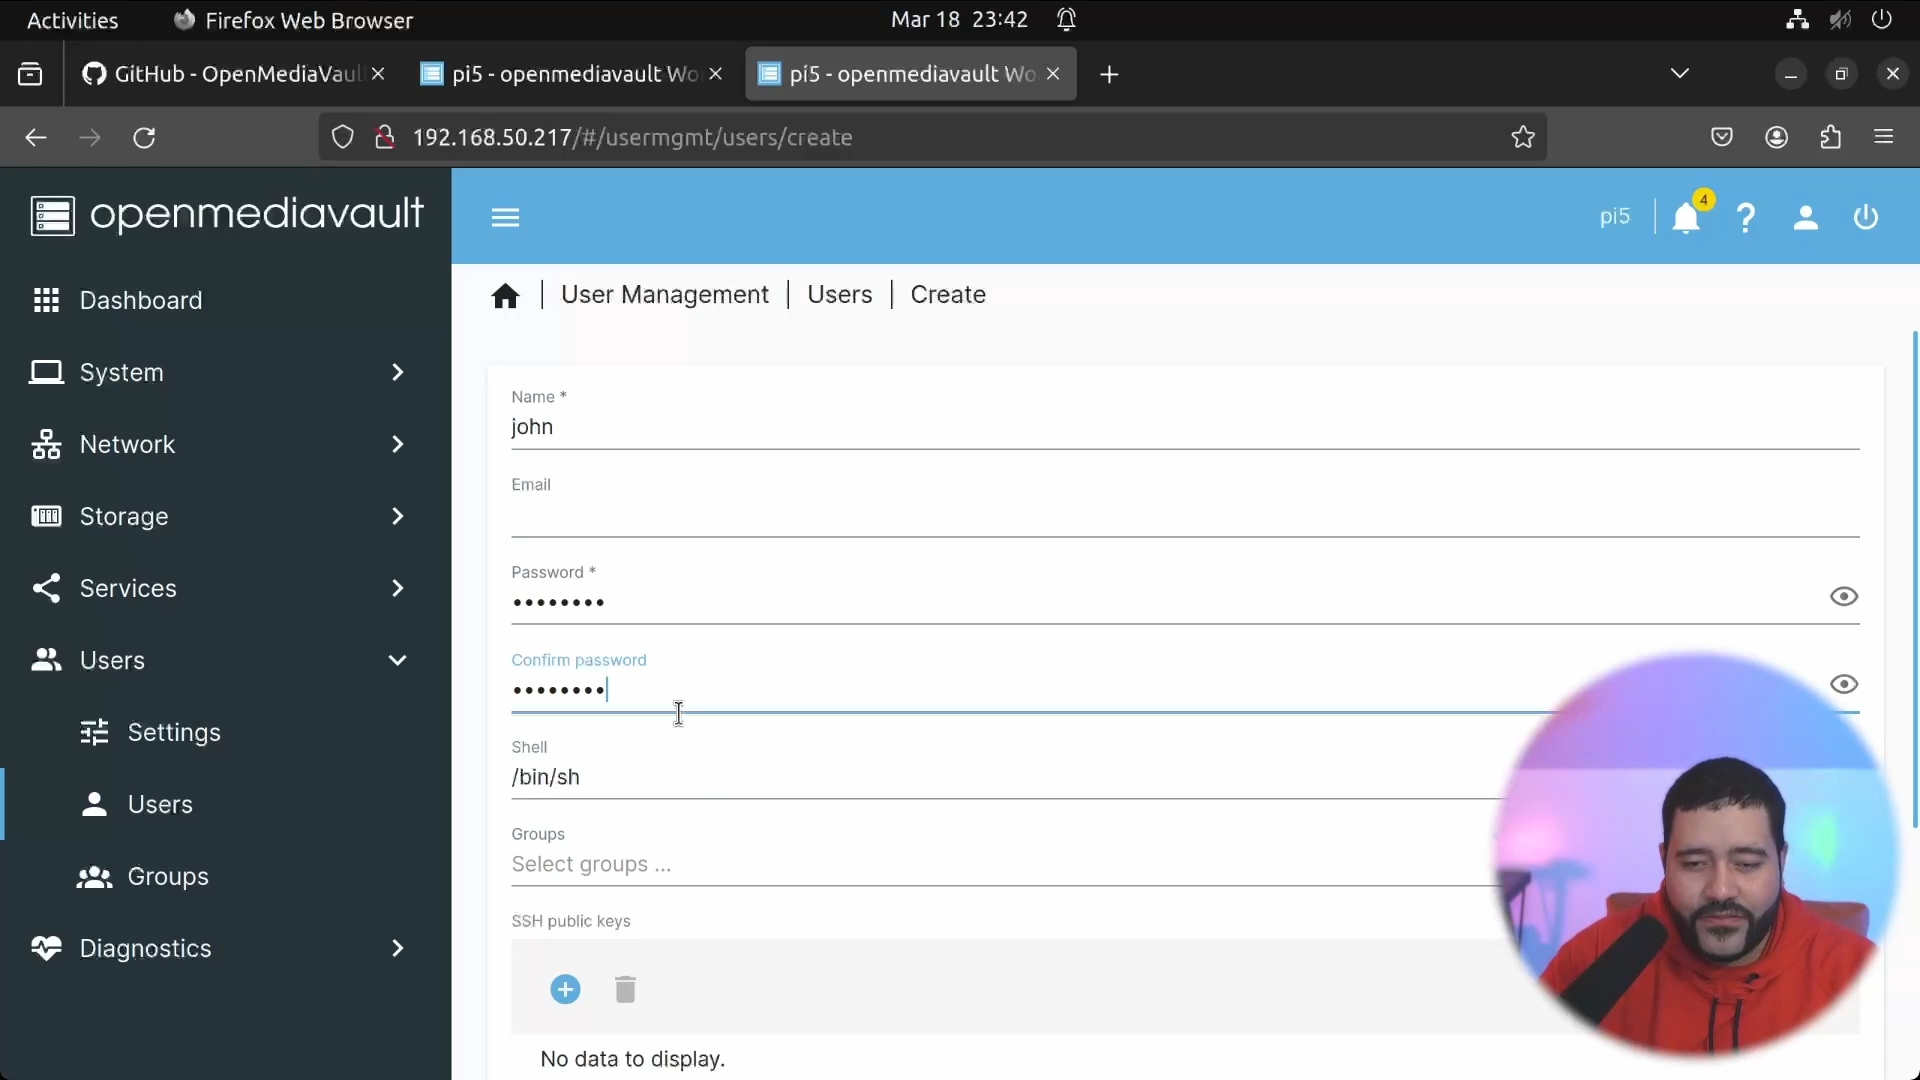 Activities
Firefox Web Browser
Mar 18 23:42
GitHub - OpenMediaVaul
pi5 - openmediavault Wo
pi5 - openmediavault Wo
192.168.50.217/#/usermgmt/users/create
openmediavault
pi5
4
Dashboard
System
Network
Storage
Services
Users
Settings
Users
Groups
Diagnostics
User Management | Users | Create
Name *
john
Email
Password *
••••••••
Confirm password
••••••••
Shell
/bin/sh
Groups
Select groups ...
SSH public keys
No data to display.